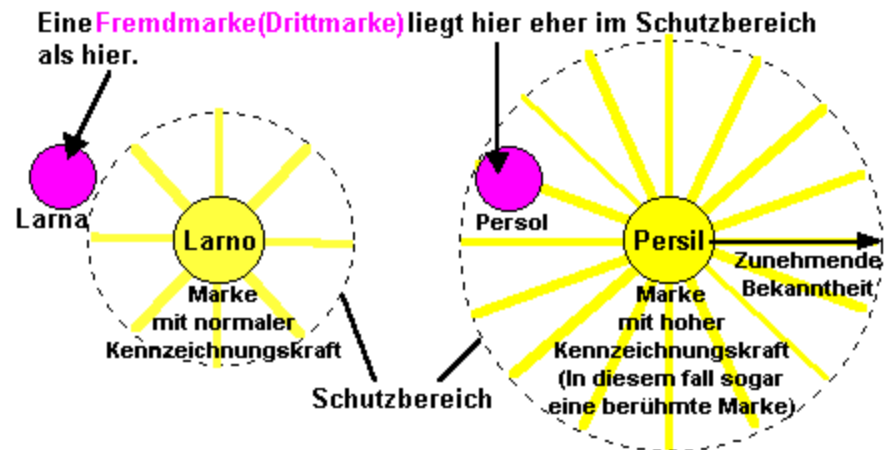 Eine Fremdmarke(Drittmarke) liegt hier eher im Schutzbereich
als hier.
Larna
Larno
Marke
mit normaler
Kennzeichnungskraft
Schutzbereich
Persol
Persil
Zunehmende
Bekanntheit
Marke
mit hoher
Kennzeichnungskraft
(In diesem fall sogar
eine berühmte Marke)